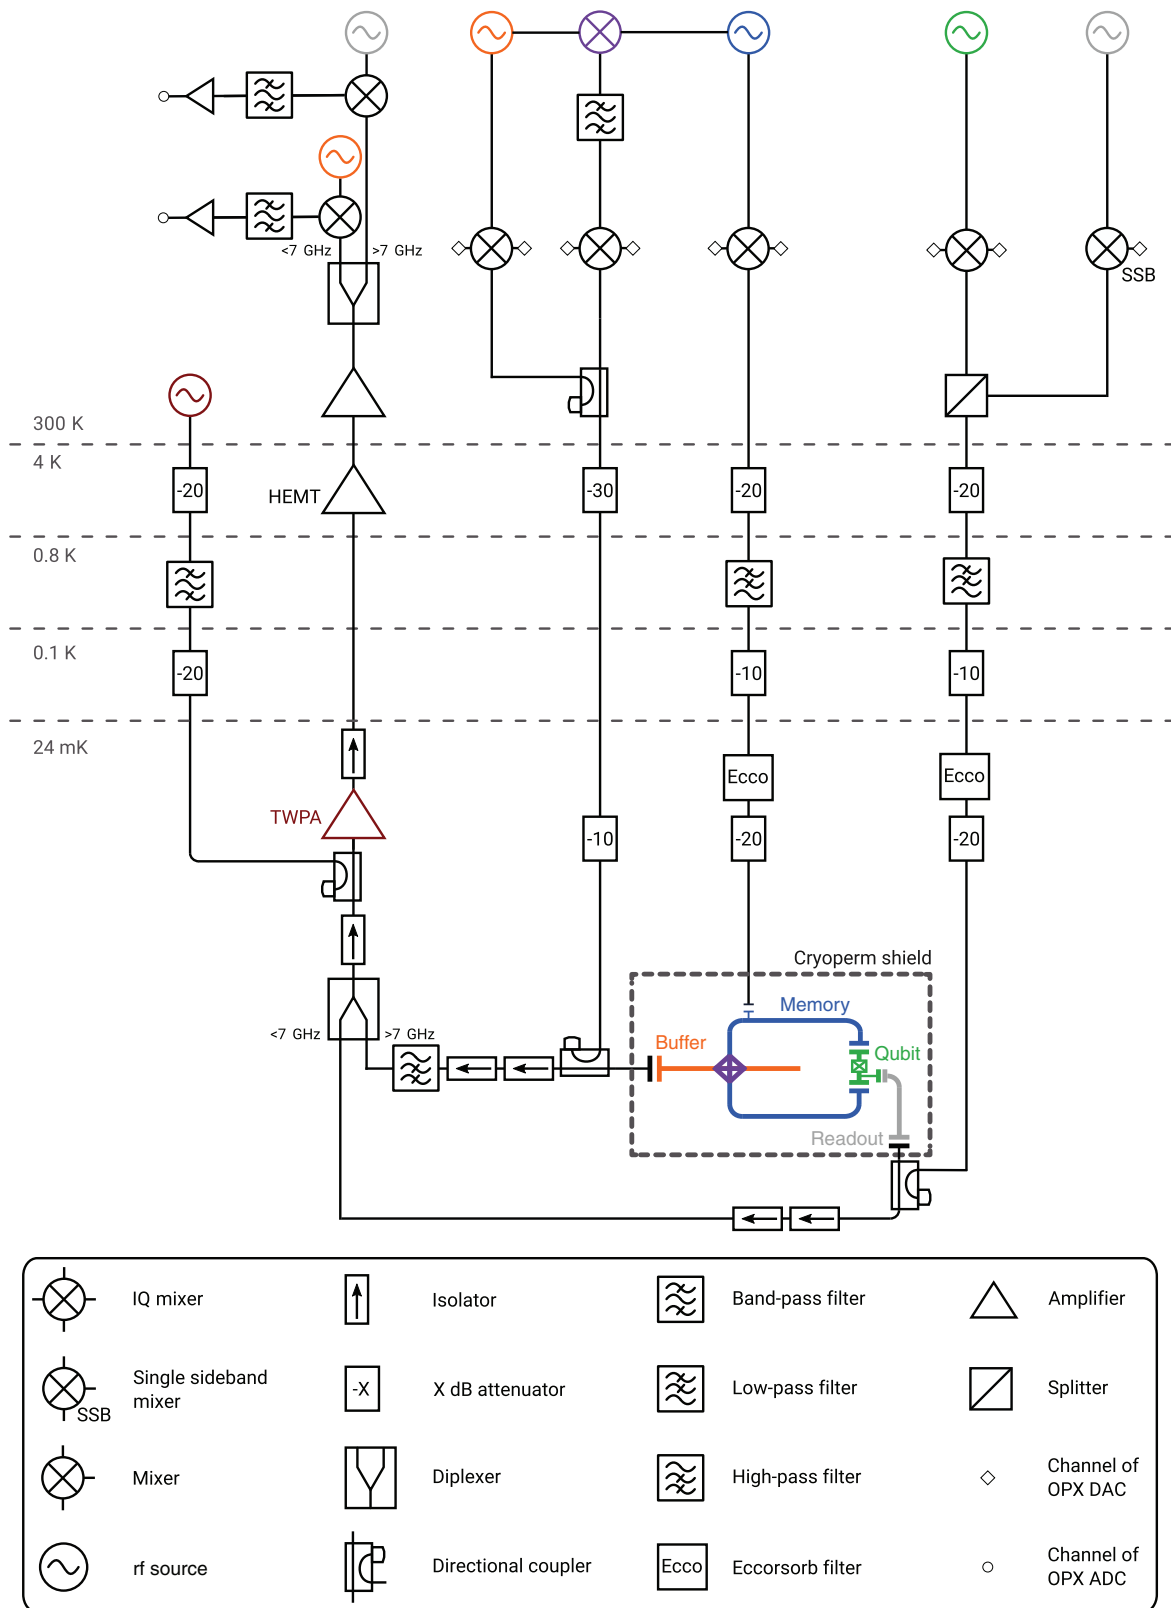 <7 GHz
>7 GHz
SSB
300 K
4 K
-20
HEMT
-30
-20
-20
0.8 K
0.1 K
-20
-10
-10
24 mK
Ecco
Ecco
TWPA
-10
-20
-20
Cryoperm shield
Memory
<7 GHz
>7 GHz
Buffer
Qubit
Readout
IQ mixer
Isolator
Band-pass filter
Amplifier
Single sideband
mixer
SSB
-X
X dB attenuator
Low-pass filter
Splitter
Mixer
Diplexer
High-pass filter
Channel of
OPX DAC
rf source
Directional coupler
Ecco
Eccorsorb filter
Channel of
OPX ADC